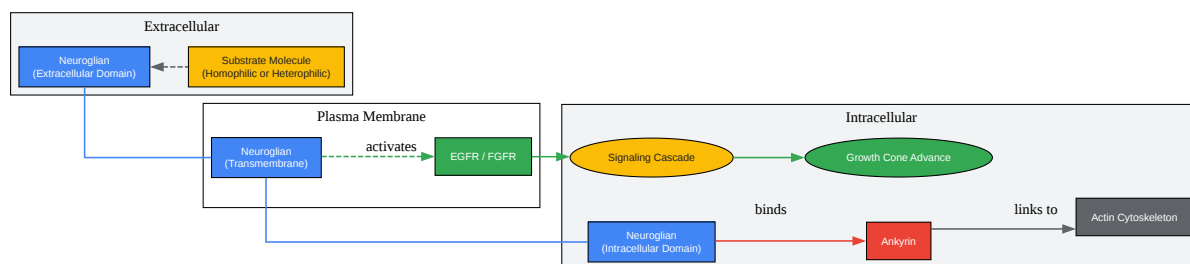 Extracellular
Neuroglian
(Extracellular Domain)
Substrate Molecule
(Homophilic or Heterophilic)
Plasma Membrane
Neuroglian
(Transmembrane)
activates
EGFR / FGFR
Intracellular
Signaling Cascade
Growth Cone Advance
Neuroglian
(Intracellular Domain)
binds
Ankyrin
links to
Actin Cytoskeleton